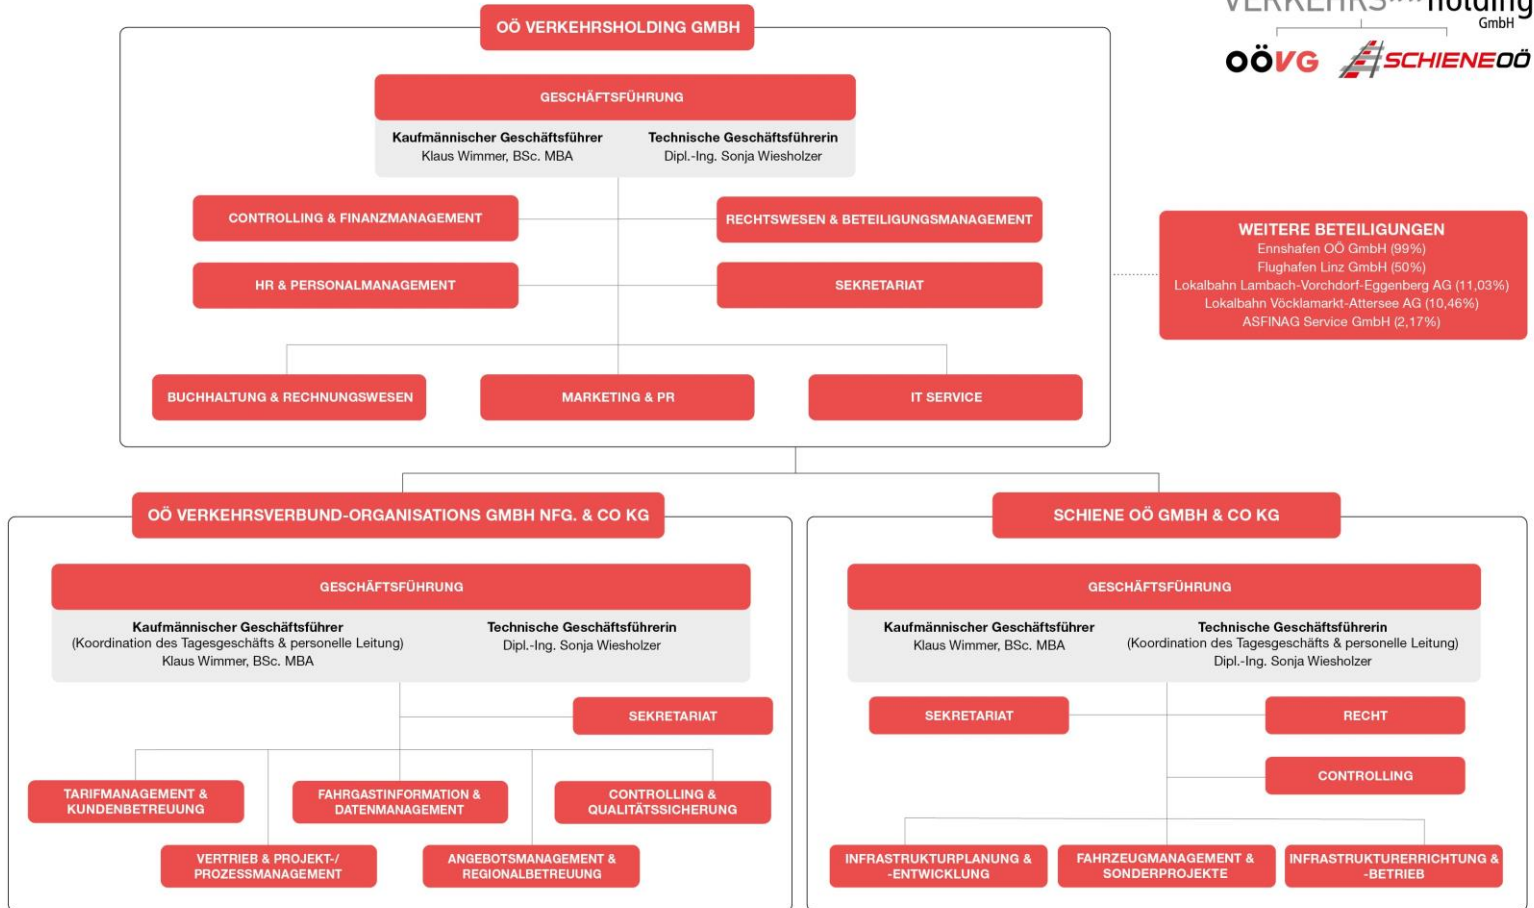 VERKEHRS holding
GmbH
OÖVG
SCHIENEOÖ
OÖ VERKEHRSHOLDING GMBH
GESCHÄFTSFÜHRUNG
Kaufmännischer Geschäftsführer
Klaus Wimmer, BSc. MBA
Technische Geschäftsführerin
Dipl.-Ing. Sonja Wiesholzer
CONTROLLING & FINANZMANAGEMENT
RECHTSWESEN & BETEILIGUNGSMANAGEMENT
HR & PERSONALMANAGEMENT
SEKRETARIAT
BUCHHALTUNG & RECHNUNGSWESEN
MARKETING & PR
IT SERVICE
WEITERE BETEILIGUNGEN
Ennshafen OÖ GmbH (99%)
Flughafen Linz GmbH (50%)
Lokalbahn Lambach-Vorchdorf-Eggenberg AG (11,03%)
Lokalbahn Vöcklamarkt-Attersee AG (10,46%)
ASFINAG Service GmbH (2,17%)
OÖ VERKEHRSVERBUND-ORGANISATIONS GMBH NFG. & CO KG
GESCHÄFTSFÜHRUNG
Kaufmännischer Geschäftsführer
(Koordination des Tagesgeschäfts & personelle Leitung)
Klaus Wimmer, BSc. MBA
Technische Geschäftsführerin
Dipl.-Ing. Sonja Wiesholzer
SEKRETARIAT
TARIFMANAGEMENT &
KUNDENBETREUUNG
FAHRGASTINFORMATION &
DATENMANAGEMENT
CONTROLLING &
QUALITÄTSSICHERUNG
VERTRIEB & PROJEKT-/
PROZESSMANAGEMENT
ANGEBOTSMANAGEMENT &
REGIONALBETREUUNG
SCHIENE OÖ GMBH & CO KG
GESCHÄFTSFÜHRUNG
Kaufmännischer Geschäftsführer
Klaus Wimmer, BSc. MBA
Technische Geschäftsführerin
(Koordination des Tagesgeschäfts & personelle Leitung)
Dipl.-Ing. Sonja Wiesholzer
SEKRETARIAT
RECHT
CONTROLLING
INFRASTRUKTURPLANUNG &
-ENTWICKLUNG
FAHRZEUGMANAGEMENT &
SONDERPROJEKTE
INFRASTRUKTURERRICHTUNG &
-BETRIEB